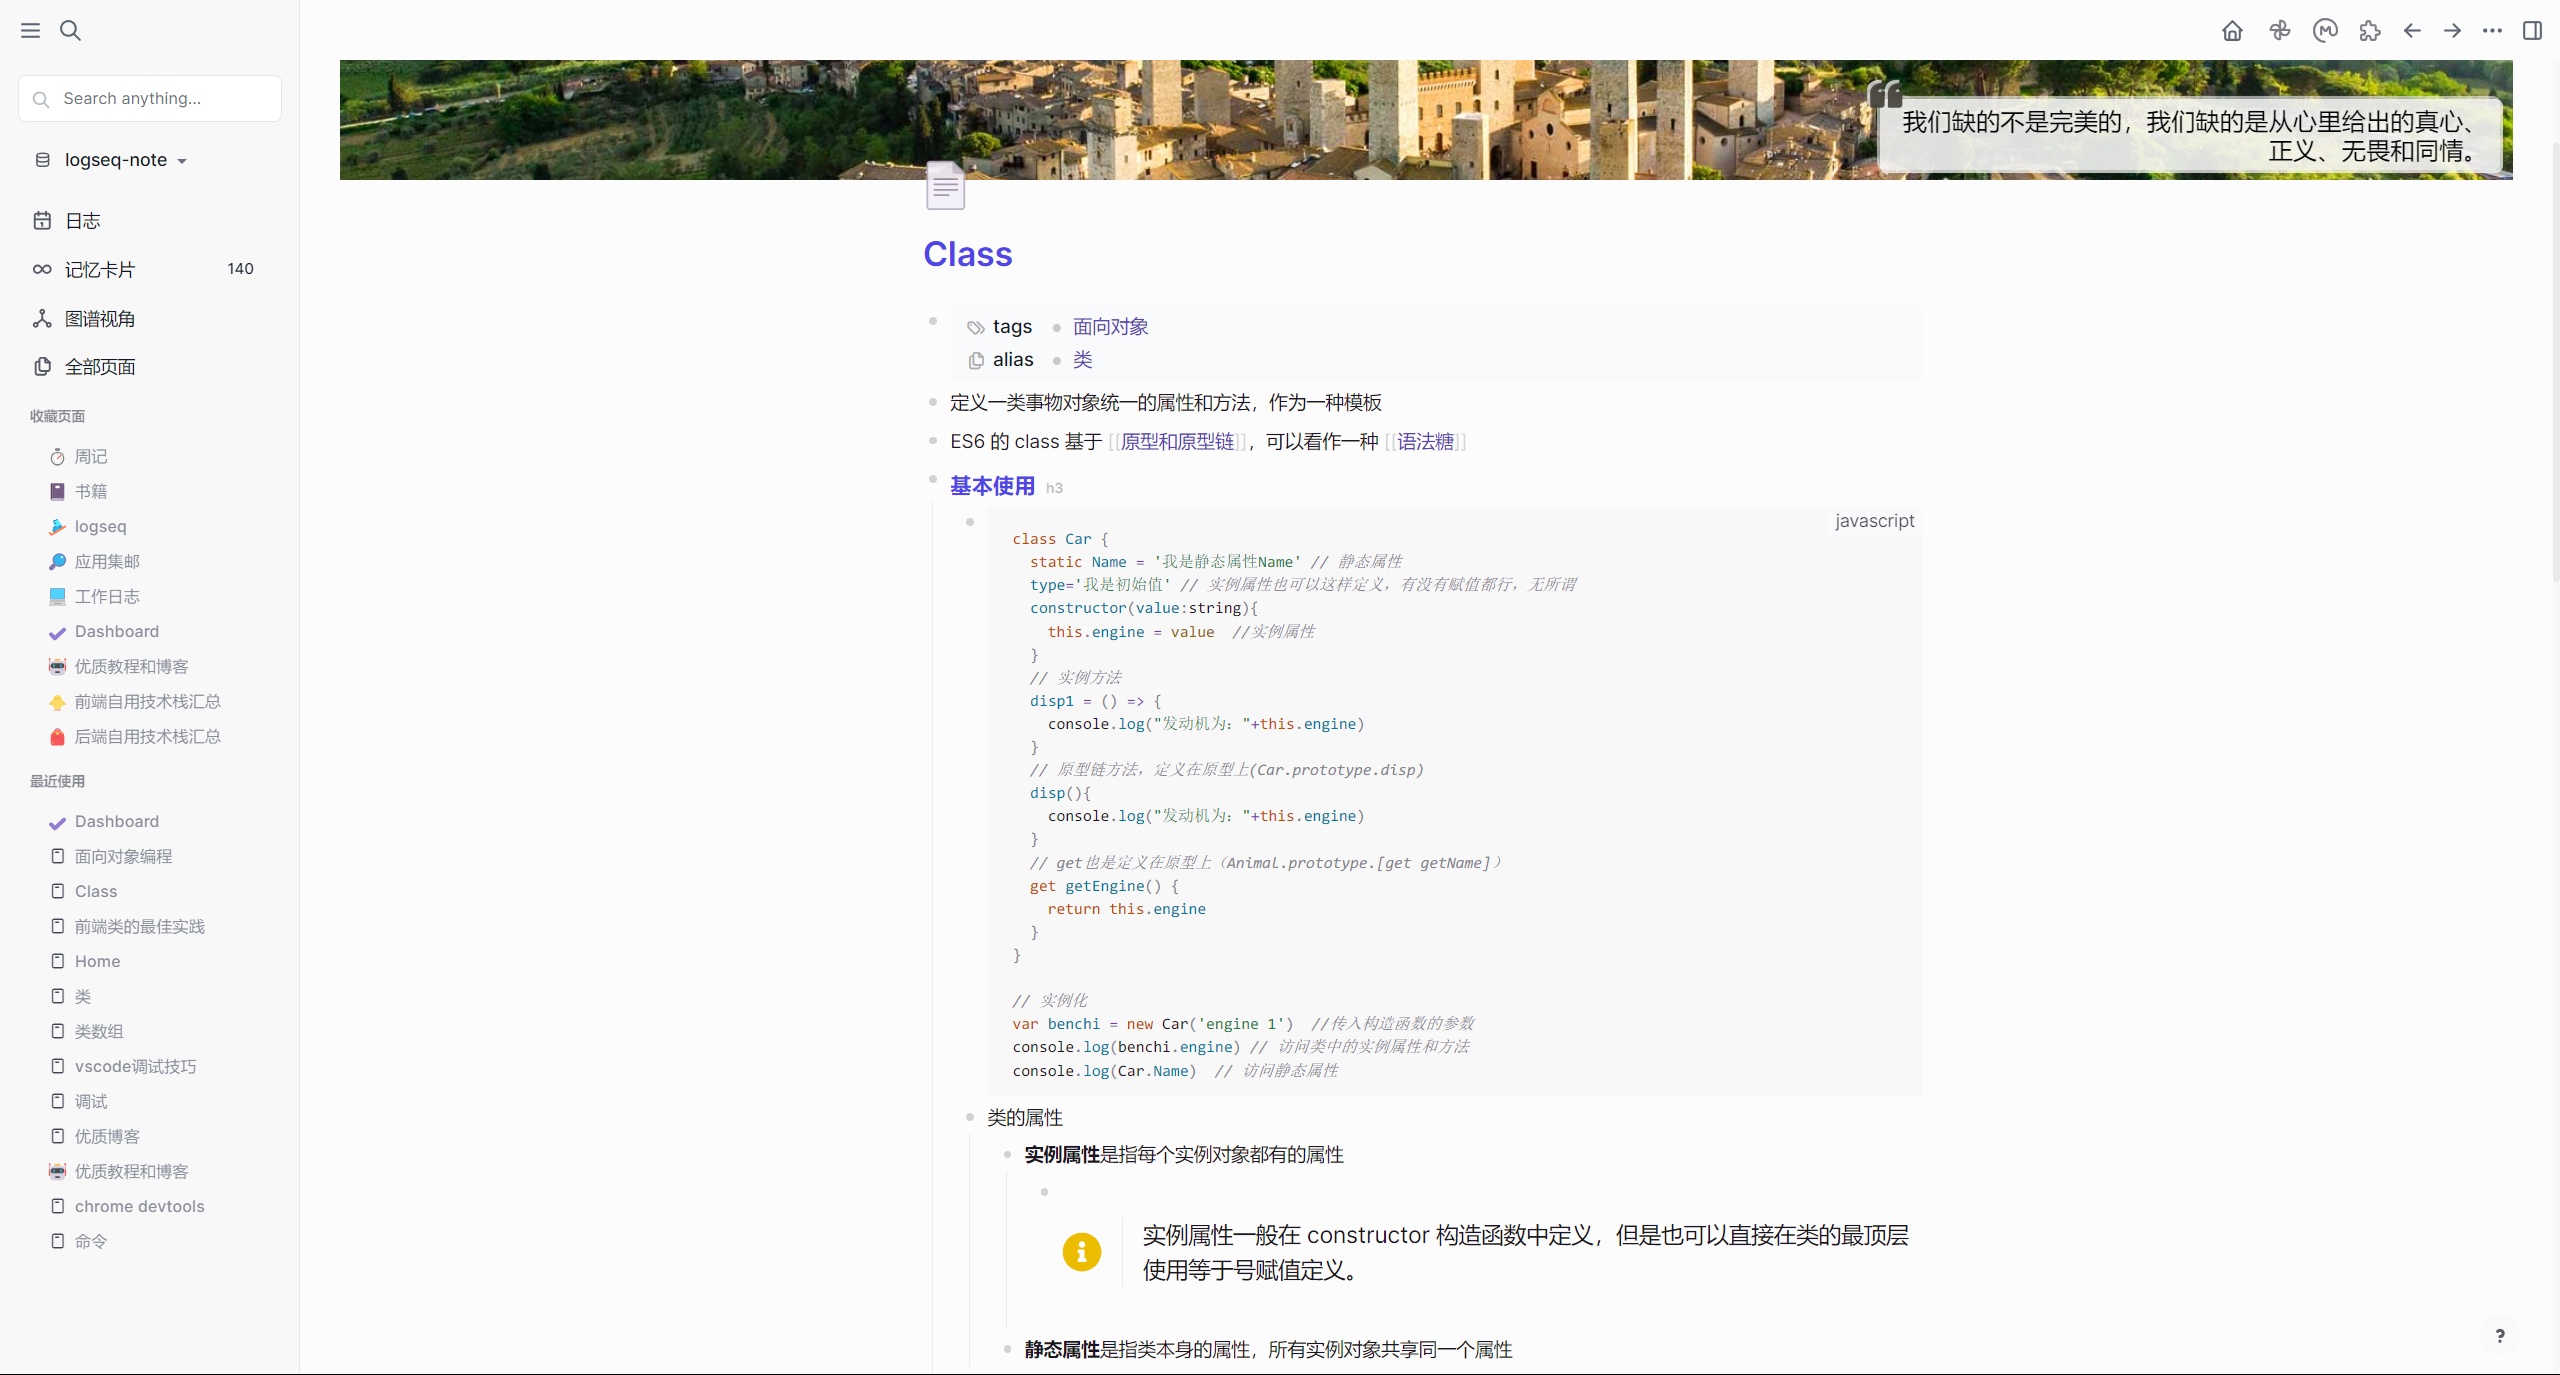 Search anything...
logseq-note
日志
记忆卡片 140
图谱视角
全部页面
收藏页面
周记
书籍
logseq
应用集邮
工作日志
Dashboard
优质教程和博客
前端自用技术栈汇总
后端自用技术栈汇总
最近使用
Dashboard
面向对象编程
Class
前端类的最佳实践
Home
类
类数组
vscode调试技巧
调试
优质博客
优质教程和博客
chrome devtools
命令
我们缺的不是完美的，我们缺的是从心里给出的真心、
正义、无畏和同情。
Class
tags 面向对象
alias 类
定义一类事物对象统一的属性和方法，作为一种模板
ES6 的 class 基于 [[原型和原型链]]，可以看作一种 [[语法糖]]
基本使用 h3
javascript
class Car {
static Name = '我是静态属性Name' // 静态属性
type='我是初始值' // 实例属性也可以这样定义，有没有赋值都行，无所谓
constructor(value:string){
this.engine = value  //实例属性
}
// 实例方法
disp1 = () => {
console.log("发动机为: "+this.engine)
}
// 原型链方法，定义在原型上(Car.prototype.disp)
disp(){
console.log("发动机为: "+this.engine)
}
// get也是定义在原型上（Animal.prototype.[get getName]）
get getEngine() {
return this.engine
}
}
// 实例化
var benchi = new Car('engine 1')  //传入构造函数的参数
console.log(benchi.engine) // 访问类中的实例属性和方法
console.log(Car.Name)  // 访问静态属性
类的属性
实例属性是指每个实例对象都有的属性
实例属性一般在 constructor 构造函数中定义，但是也可以直接在类的最顶层
使用等于号赋值定义。
静态属性是指类本身的属性，所有实例对象共享同一个属性
?